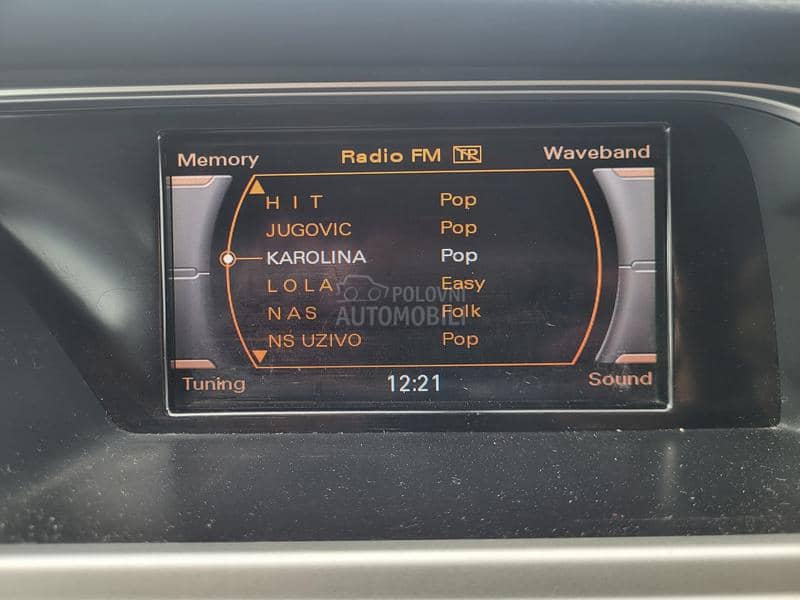 Memory Radio FM TP Waveband
H I T Pop
JUGOVIC Pop
KAROLINA Pop
L O L A Easy
N A S Folk
NS UZIVO Pop
POLOVNI
AUTOMOBILI
Tuning 12:21 Sound